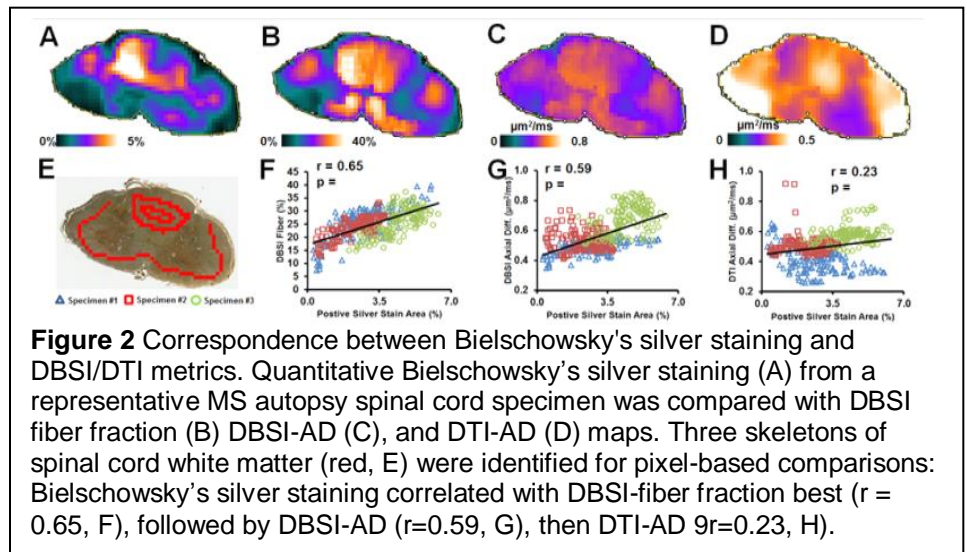 A B C D
0% 5% 0% 40% µm²/ms 0 0.8 µm²/ms 0 0.5
E F G H
r = 0.65
p =
r = 0.59
p =
r = 0.23
p =
DBSI Fiber (%)
45
40
35
30
25
20
15
10
5
0
0.0 3.5 7.0
Postive Silver Stain Area (%)
DBSI Axial Diff. (µm²/ms)
1.0
0.8
0.6
0.4
0.2
0.0 3.5 7.0
Postive Silver Stain Area (%)
DTI Axial Diff. (µm²/ms)
1.0
0.8
0.6
0.4
0.2
0.0 3.5 7.0
Postive Silver Stain Area (%)
Specimen #1 Specimen #2 Specimen #3
Figure 2 Correspondence between Bielschowsky's silver staining and
DBSI/DTI metrics. Quantitative Bielschowsky's silver staining (A) from a
representative MS autopsy spinal cord specimen was compared with DBSI
fiber fraction (B) DBSI-AD (C), and DTI-AD (D) maps. Three skeletons of
spinal cord white matter (red, E) were identified for pixel-based comparisons:
Bielschowsky's silver staining correlated with DBSI-fiber fraction best (r =
0.65, F), followed by DBSI-AD (r=0.59, G), then DTI-AD 9r=0.23, H).